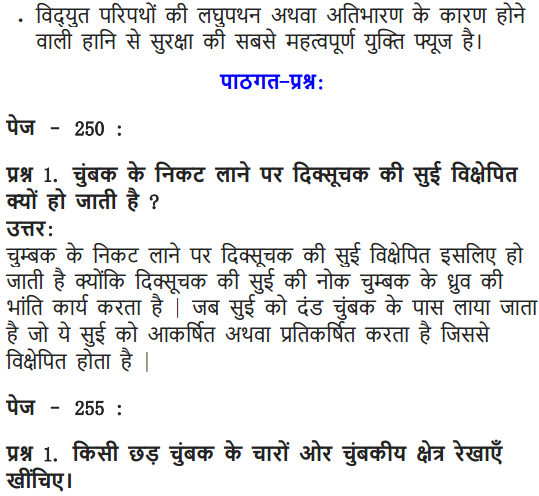 . विद्युत परिपथों की लघुपथन अथवा अतिभारण के कारण होने
वाली हानि से सुरक्षा की सबसे महत्वपूर्ण युक्ति फ्यूज है।
पाठगत-प्रश्न:
पेज - 250 :
प्रश्न 1. चुंबक के निकट लाने पर दिक्सूचक की सुई विक्षेपित
क्यों हो जाती है ?
उत्तर:
चुम्बक के निकट लाने पर दिक्सूचक की सुई विक्षेपित इसलिए हो
जाती है क्योंकि दिक्सूचक की सुई की नोक चुम्बक के ध्रुव की
भांति कार्य करता है | जब सुई को दंड चुंबक के पास लाया जाता
है जो ये सुई को आकर्षित अथवा प्रतिकर्षित करता है जिससे
विक्षेपित होता है |
पेज - 255 :
प्रश्न 1. किसी छड़ चुंबक के चारों ओर चुंबकीय क्षेत्र रेखाएँ
खींचिए।